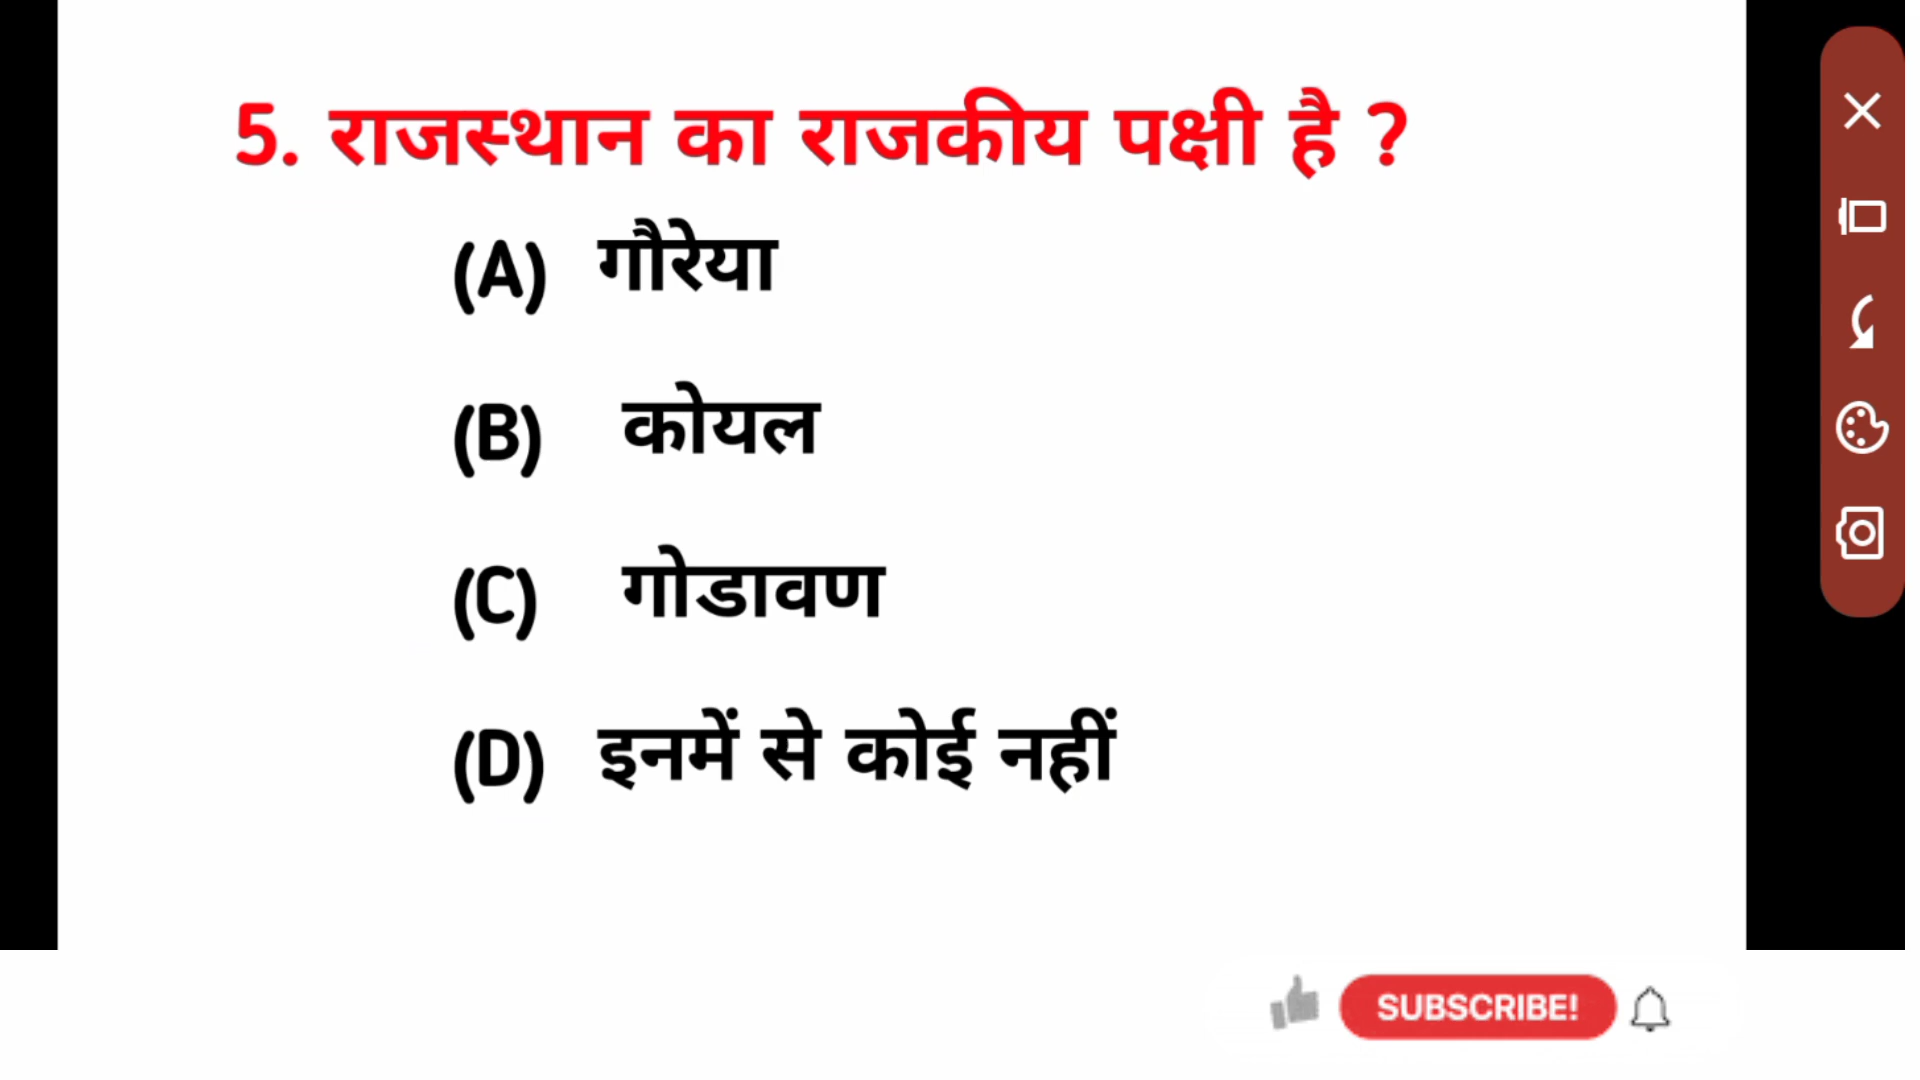 5. राजस्थान का राजकीय पक्षी है ?
(A) गौरेया
(B) कोयल
(C) गोडावण
(D) इनमें से कोई नहीं
SUBSCRIBE!